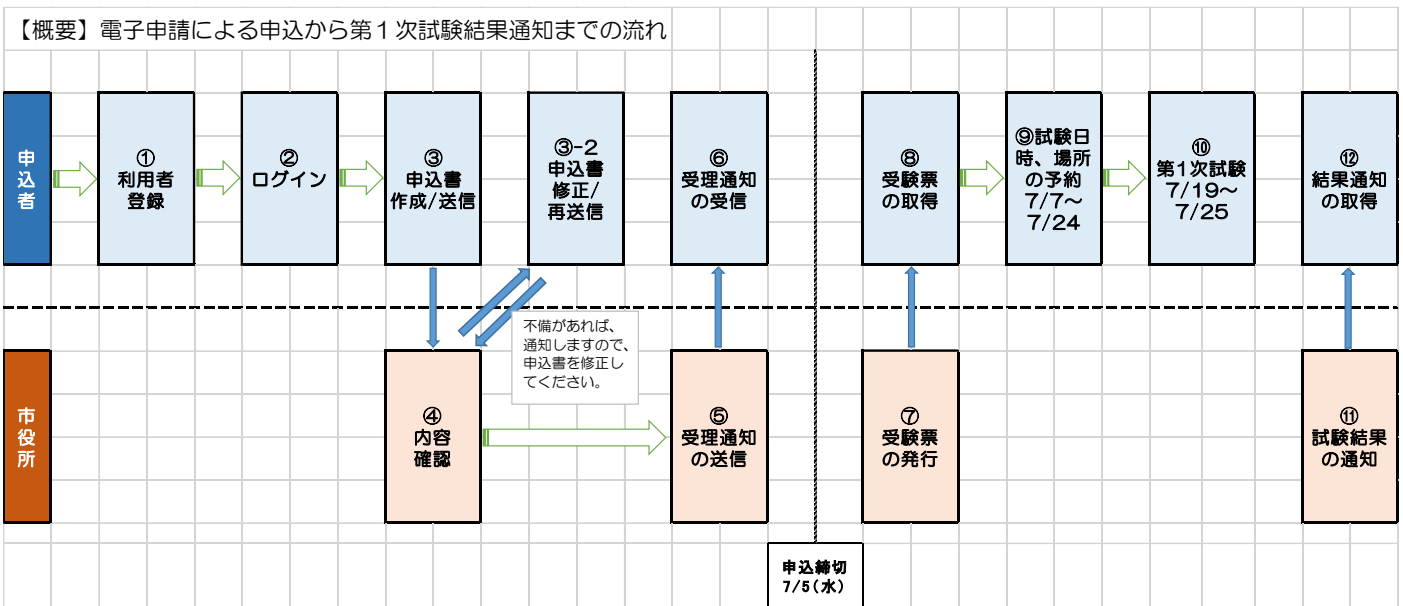 【概要】電子申請による申込から第１次試験結果通知までの流れ
申
込
者
①
利用者
登録
②
ログイン
③
申込書
作成/送信
③-2
申込書
修正/
再送信
⑥
受理通知
の受信
⑧
受験票
の取得
⑨試験日
時、場所
の予約
7/7～
7/24
⑩
第1次試験
7/19～
7/25
⑫
結果通知
の取得
不備があれば、
通知しますので、
申込書を修正し
てください。
市
役
所
④
内容
確認
⑤
受理通知
の送信
⑦
受験票
の発行
⑪
試験結果
の通知
申込締切
7/5(水)